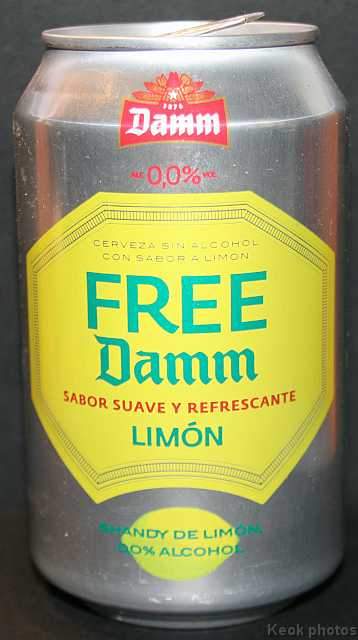 1876
Damm
ALC 0,0% VOL
CERVEZA SIN ALCOHOL
CON SABOR A LIMÓN
FREE
Damm
SABOR SUAVE Y REFRESCANTE
LIMÓN
SHANDY DE LIMÓN
0,0% ALCOHOL
Keok photos